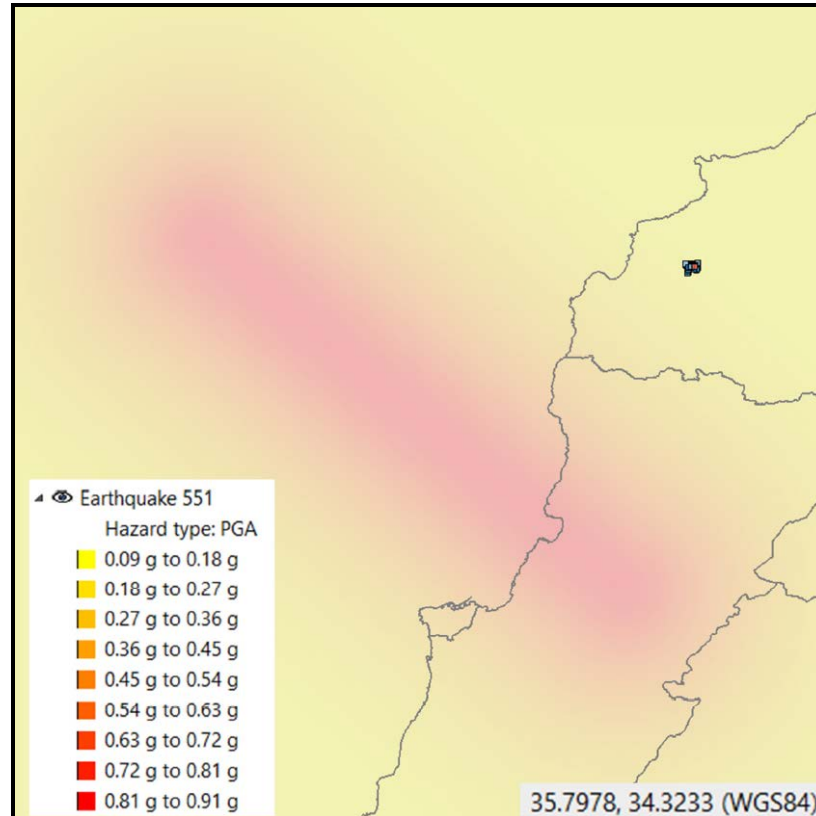 Earthquake 551
Hazard type: PGA
0.09 g to 0.18 g
0.18 g to 0.27 g
0.27 g to 0.36 g
0.36 g to 0.45 g
0.45 g to 0.54 g
0.54 g to 0.63 g
0.63 g to 0.72 g
0.72 g to 0.81 g
0.81 g to 0.91 g
35.7978, 34.3233 (WGS84)